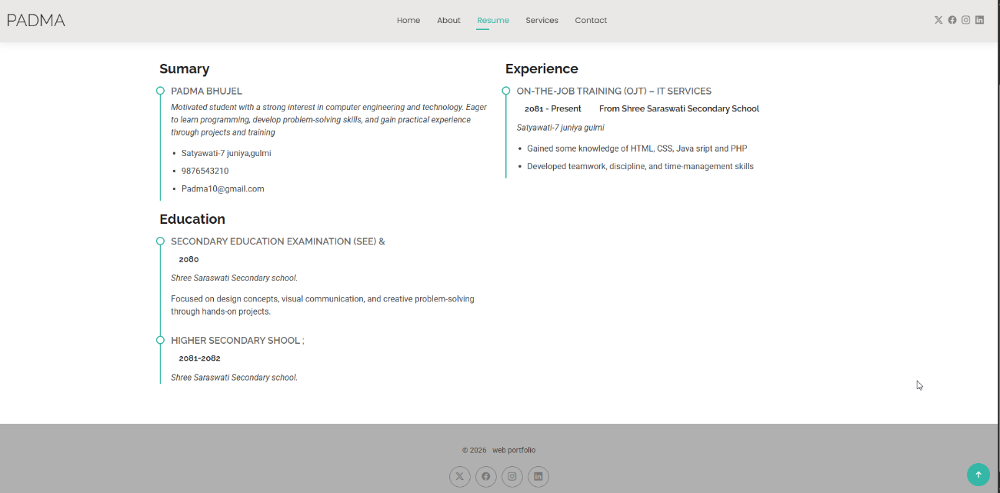 PADMA
Home About Resume Services Contact
Sumary
PADMA BHUJEL
Motivated student with a strong interest in computer engineering and technology. Eager
to learn programming, develop problem-solving skills, and gain practical experience
through projects and training
• Satyawati-7 juniya,gulmi
• 9876543210
• Padma10@gmail.com
Education
SECONDARY EDUCATION EXAMINATION (SEE) &
2080
Shree Saraswati Secondary school.
Focused on design concepts, visual communication, and creative problem-solving
through hands-on projects.
HIGHER SECONDARY SHOOL ;
2081-2082
Shree Saraswati Secondary school.
Experience
ON-THE-JOB TRAINING (OJT) – IT SERVICES
2081 - Present From Shree Saraswati Secondary School
Satyawati-7 juniya gulmi
• Gained some knowledge of HTML, CSS, Java sript and PHP
• Developed teamwork, discipline, and time-management skills
© 2026 web portfolio